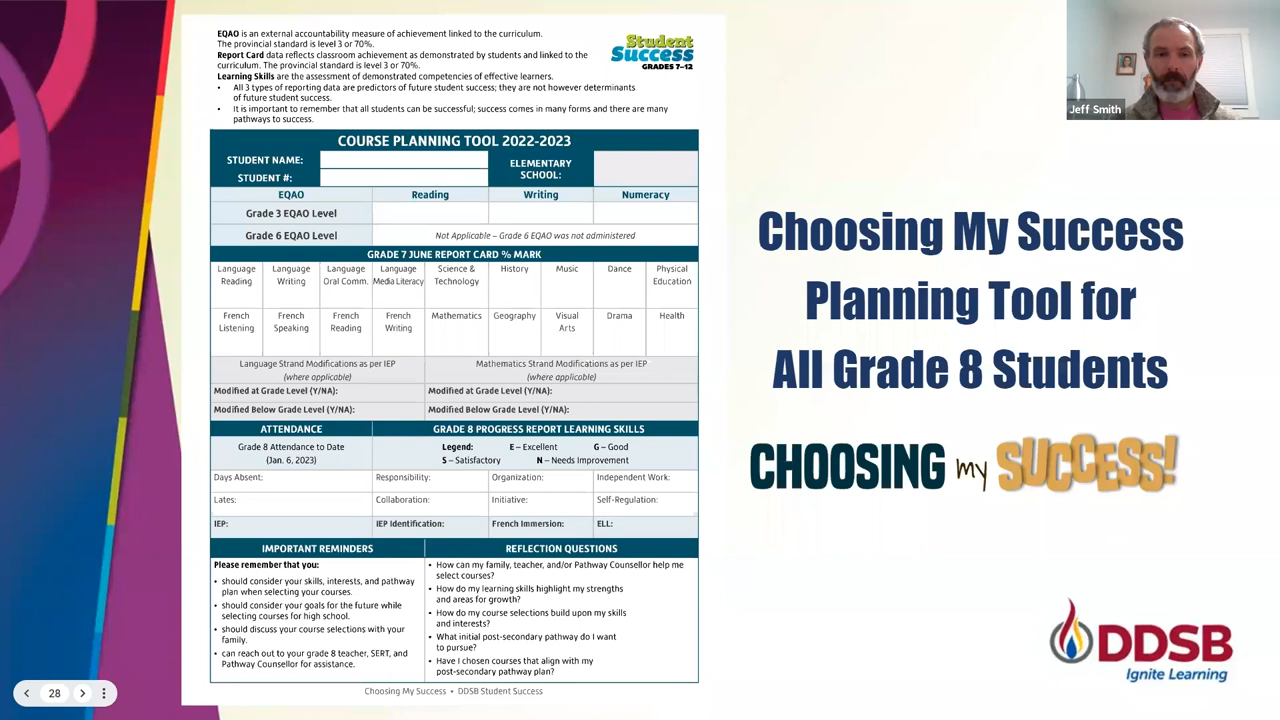 EQAO is an external accountability measure of achievement linked to the curriculum.
The provincial standard is level 3 or 70%.
Report Card data reflects classroom achievement as demonstrated by students and linked to the
curriculum. The provincial standard is level 3 or 70%.
Learning Skills are the assessment of demonstrated competencies of effective learners.
• All 3 types of reporting data are predictors of future student success; they are not however determinants
of future student success.
• It is important to remember that all students can be successful; success comes in many forms and there are many
pathways to success.
Student
Success
GRADES 7–12
Jeff Smith
COURSE PLANNING TOOL 2022-2023
STUDENT NAME:
STUDENT #:
ELEMENTARY
SCHOOL:
EQAO Reading Writing Numeracy
Grade 3 EQAO Level
Grade 6 EQAO Level Not Applicable – Grade 6 EQAO was not administered
GRADE 7 JUNE REPORT CARD % MARK
Language Language Language Language Science & History Music Dance Physical
Reading Writing Oral Comm. Media Literacy Technology Education
French French French French Mathematics Geography Visual Drama Health
Listening Speaking Reading Writing Arts
Language Strand Modifications as per IEP Mathematics Strand Modifications as per IEP
(where applicable) (where applicable)
Modified at Grade Level (Y/NA): Modified at Grade Level (Y/NA):
Modified Below Grade Level (Y/NA): Modified Below Grade Level (Y/NA):
ATTENDANCE GRADE 8 PROGRESS REPORT LEARNING SKILLS
Grade 8 Attendance to Date Legend: E – Excellent G – Good
(Jan. 6, 2023) S – Satisfactory N – Needs Improvement
Days Absent: Responsibility: Organization: Independent Work:
Lates: Collaboration: Initiative: Self-Regulation:
IEP: IEP Identification: French Immersion: ELL:
IMPORTANT REMINDERS
Please remember that you:
• should consider your skills, interests, and pathway
plan when selecting your courses.
• should consider your goals for the future while
selecting courses for high school.
• should discuss your course selections with your
family.
• can reach out to your grade 8 teacher, SERT, and
Pathway Counsellor for assistance.
REFLECTION QUESTIONS
• How can my family, teacher, and/or Pathway Counsellor help me
select courses?
• How do my learning skills highlight my strengths
and areas for growth?
• How do my course selections build upon my skills
and interests?
• What initial post-secondary pathway do I want
to pursue?
• Have I chosen courses that align with my
post-secondary pathway plan?
Choosing My Success • DDSB Student Success
28
Choosing My Success
Planning Tool for
All Grade 8 Students
CHOOSING my SUCCESS!
DDSB
Ignite Learning